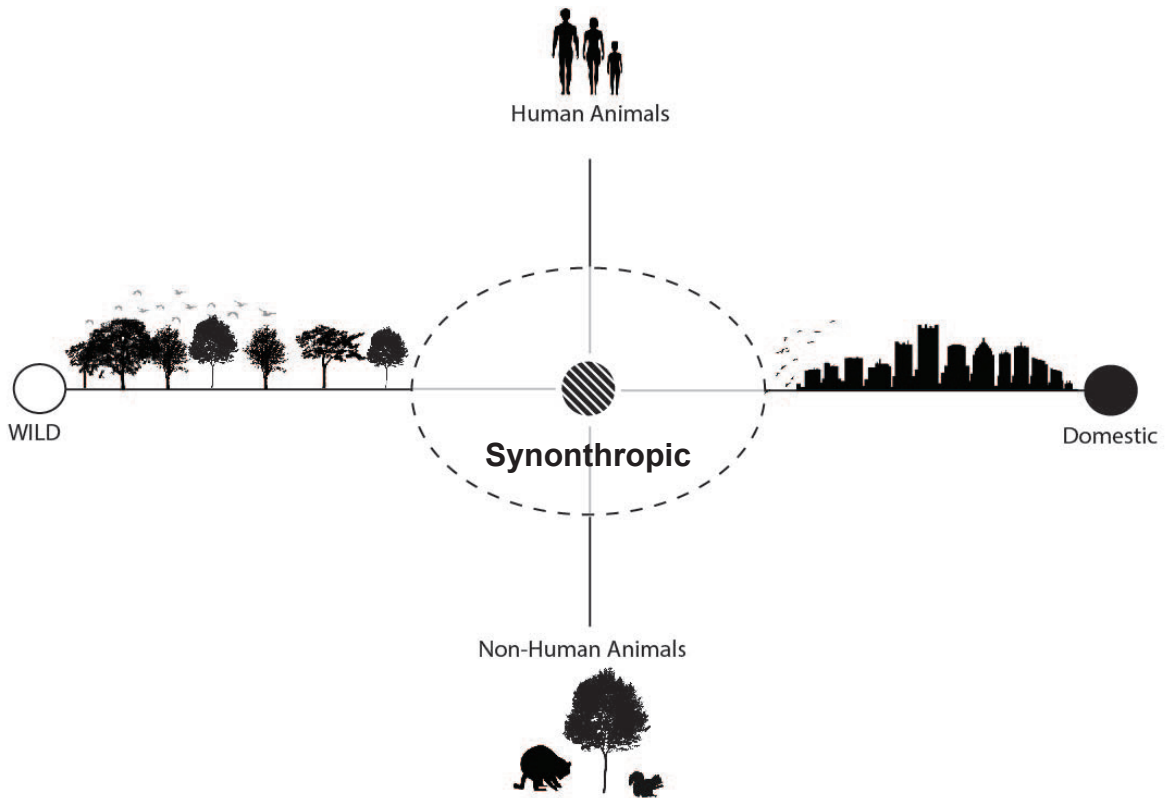 Human Animals
WILD
Domestic
Synonthropic
Non-Human Animals